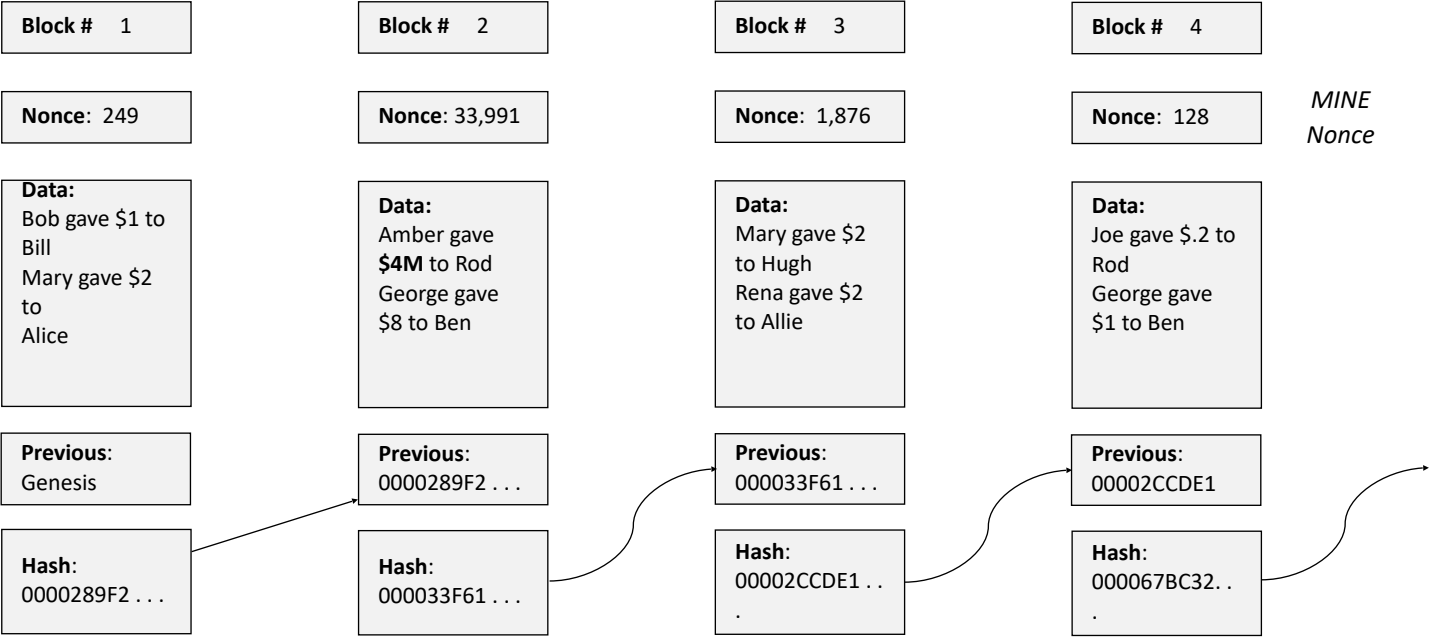 Block # 1
Nonce: 249
Data:
Bob gave $1 to
Bill
Mary gave $2
to
Alice
Previous:
Genesis
Hash:
0000289F2 . . .
Block # 2
Nonce: 33,991
Data:
Amber gave
$4M to Rod
George gave
$8 to Ben
Previous:
0000289F2 . . .
Hash:
000033F61 . . .
Block # 3
Nonce: 1,876
Data:
Mary gave $2
to Hugh
Rena gave $2
to Allie
Previous:
000033F61 . . .
Hash:
00002CCDE1 . .
.
Block # 4
Nonce: 128
Data:
Joe gave $.2 to
Rod
George gave
$1 to Ben
Previous:
00002CCDE1
Hash:
000067BC32. .
.
MINE
Nonce